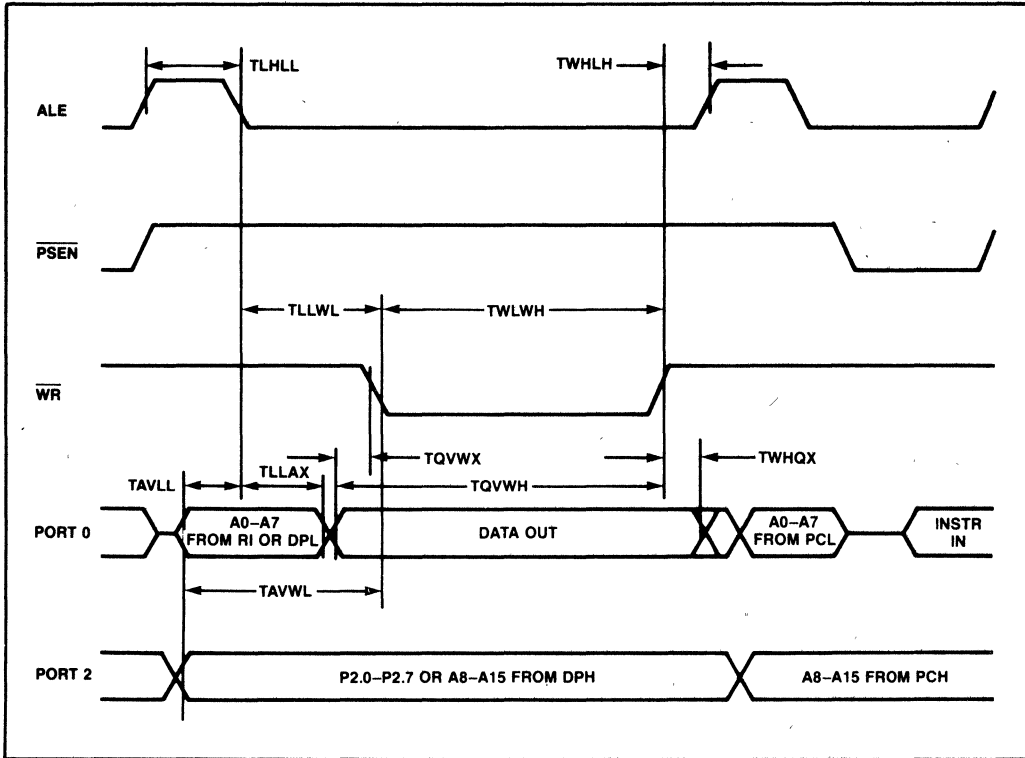 TLHLL
TWHLH
ALE
PSEN
TLLWL
TWLWH
WR
TQVWX
TWHQX
TAVLL
TLLAX
TQVWH
PORT 0
A0–A7
FROM RI OR DPL
DATA OUT
A0–A7
FROM PCL
INSTR
IN
TAVWL
PORT 2
P2.0–P2.7 OR A8–A15 FROM DPH
A8–A15 FROM PCH